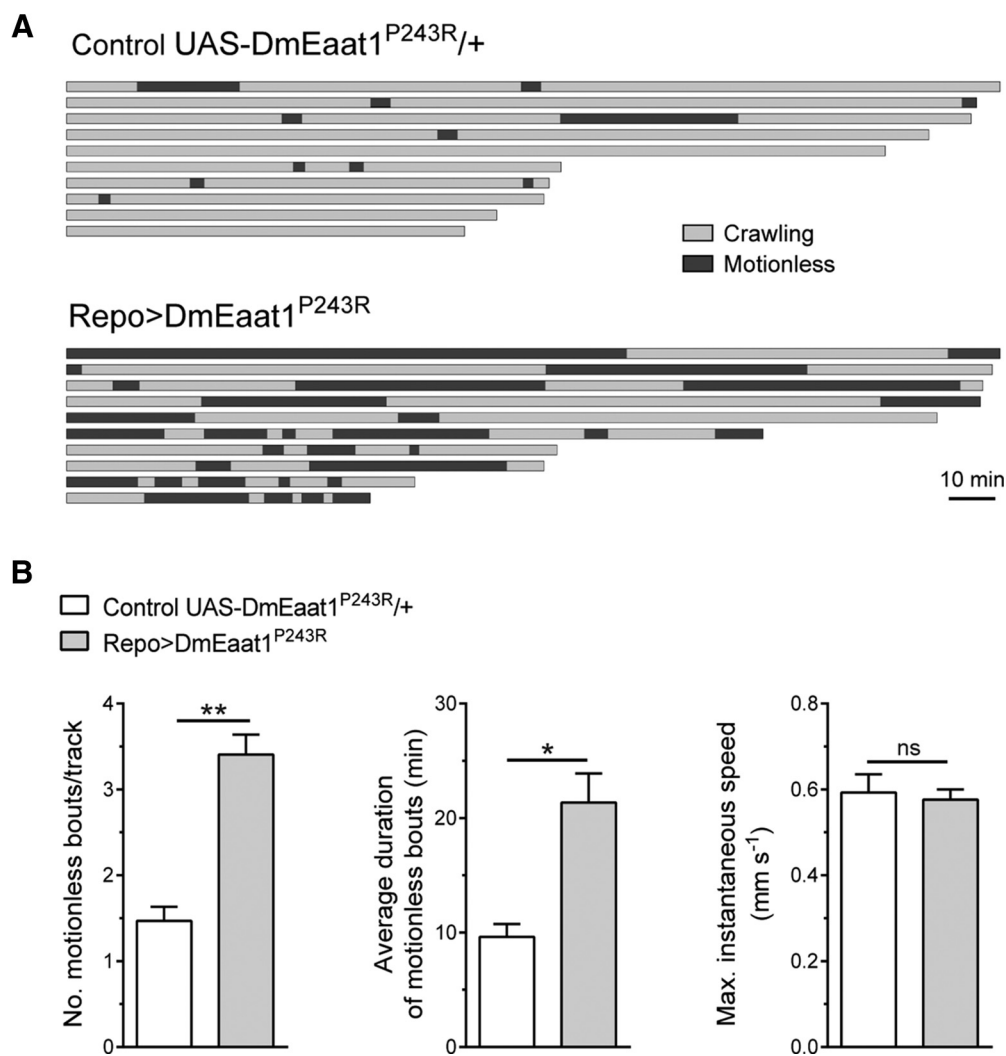 A
Control UAS-DmEaat1P243R/+
Crawling
Motionless
Repo>DmEaat1P243R
10 min
B
Control UAS-DmEaat1P243R/+
Repo>DmEaat1P243R
No. motionless bouts/track
4
3
2
1
0
**
Average duration
of motionless bouts (min)
30
20
10
0
*
Max. instantaneous speed
(mm s-1)
0.8
0.6
0.4
0.2
0.0
ns